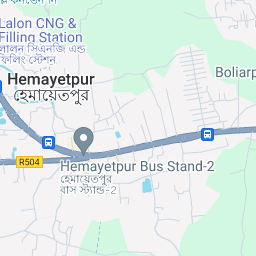 Lalon CNG &
Filling Station
লালন সিএনজি এন্ড
ফিলিং স্টেশন
Hemayetpur
হেমায়েতপুর
Boliarp
R504
Hemayetpur Bus Stand-2
হেমায়েতপুর
বাস স্ট্যান্ড-2